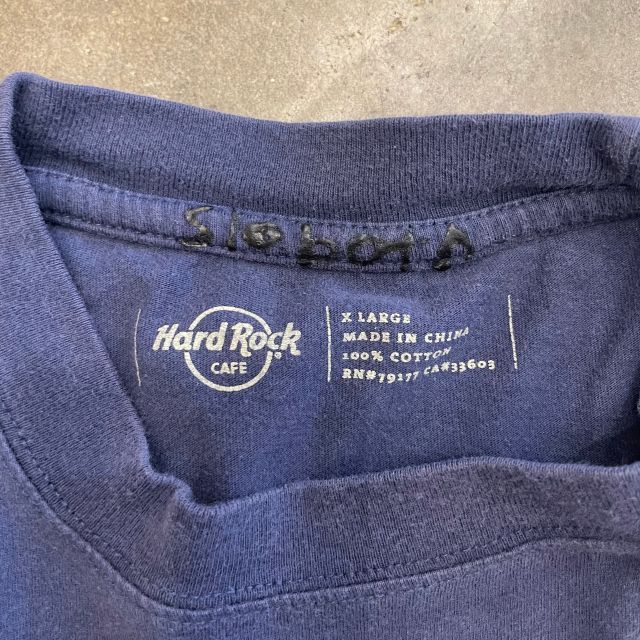 Hard Rock
CAFE
X LARGE
MADE IN CHINA
100% COTTON
RN#79177 CA#33603